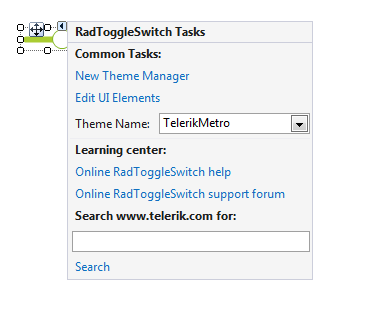 RadToggleSwitch Tasks
Common Tasks:
New Theme Manager
Edit UI Elements
Theme Name: TelerikMetro
Learning center:
Online RadToggleSwitch help
Online RadToggleSwitch support forum
Search www.telerik.com for:
Search